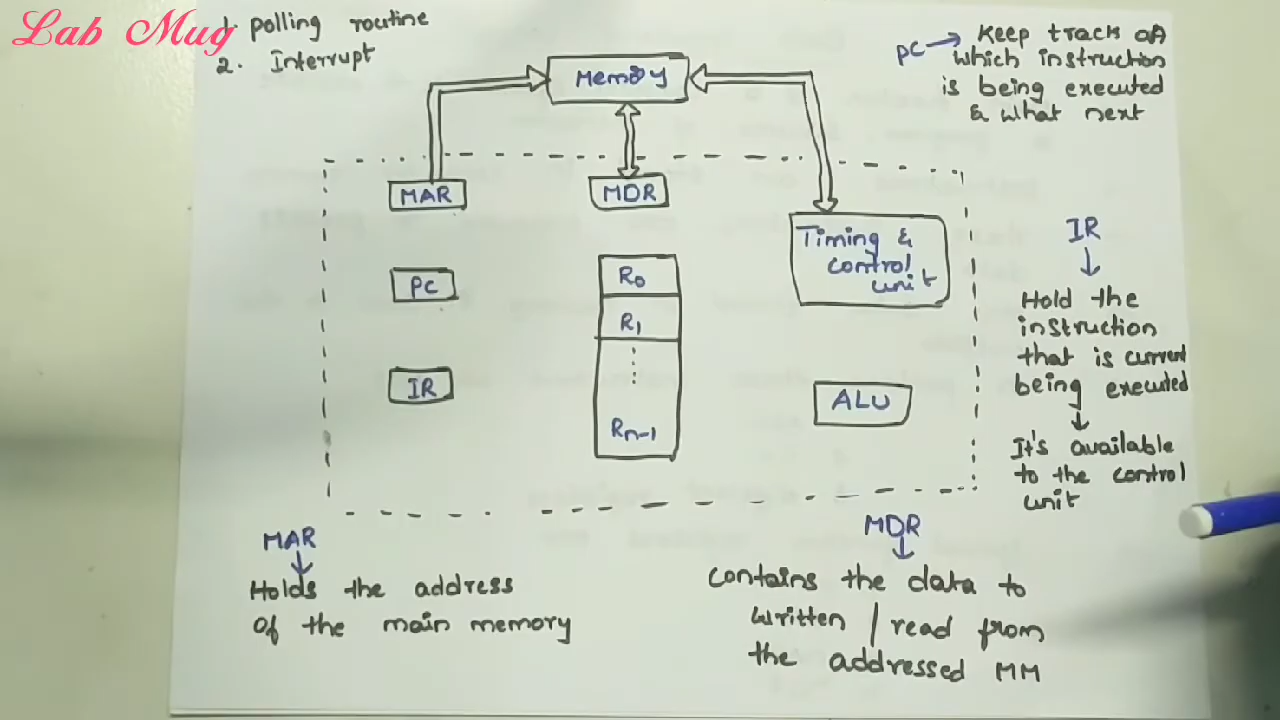 Lab Mug
1. polling routine
2. Interrupt
PC → Keep track of
which instruction
is being executed
& what next
Memory
MAR
MDR
Timing &
control
unit
PC
R0
R1
IR
Rn-1
ALU
IR
Hold the
instruction
that is current
being executed
It's available
to the control
unit
MAR
Holds the address
of the main memory
MDR
contains the data to
written / read from
the addressed MM